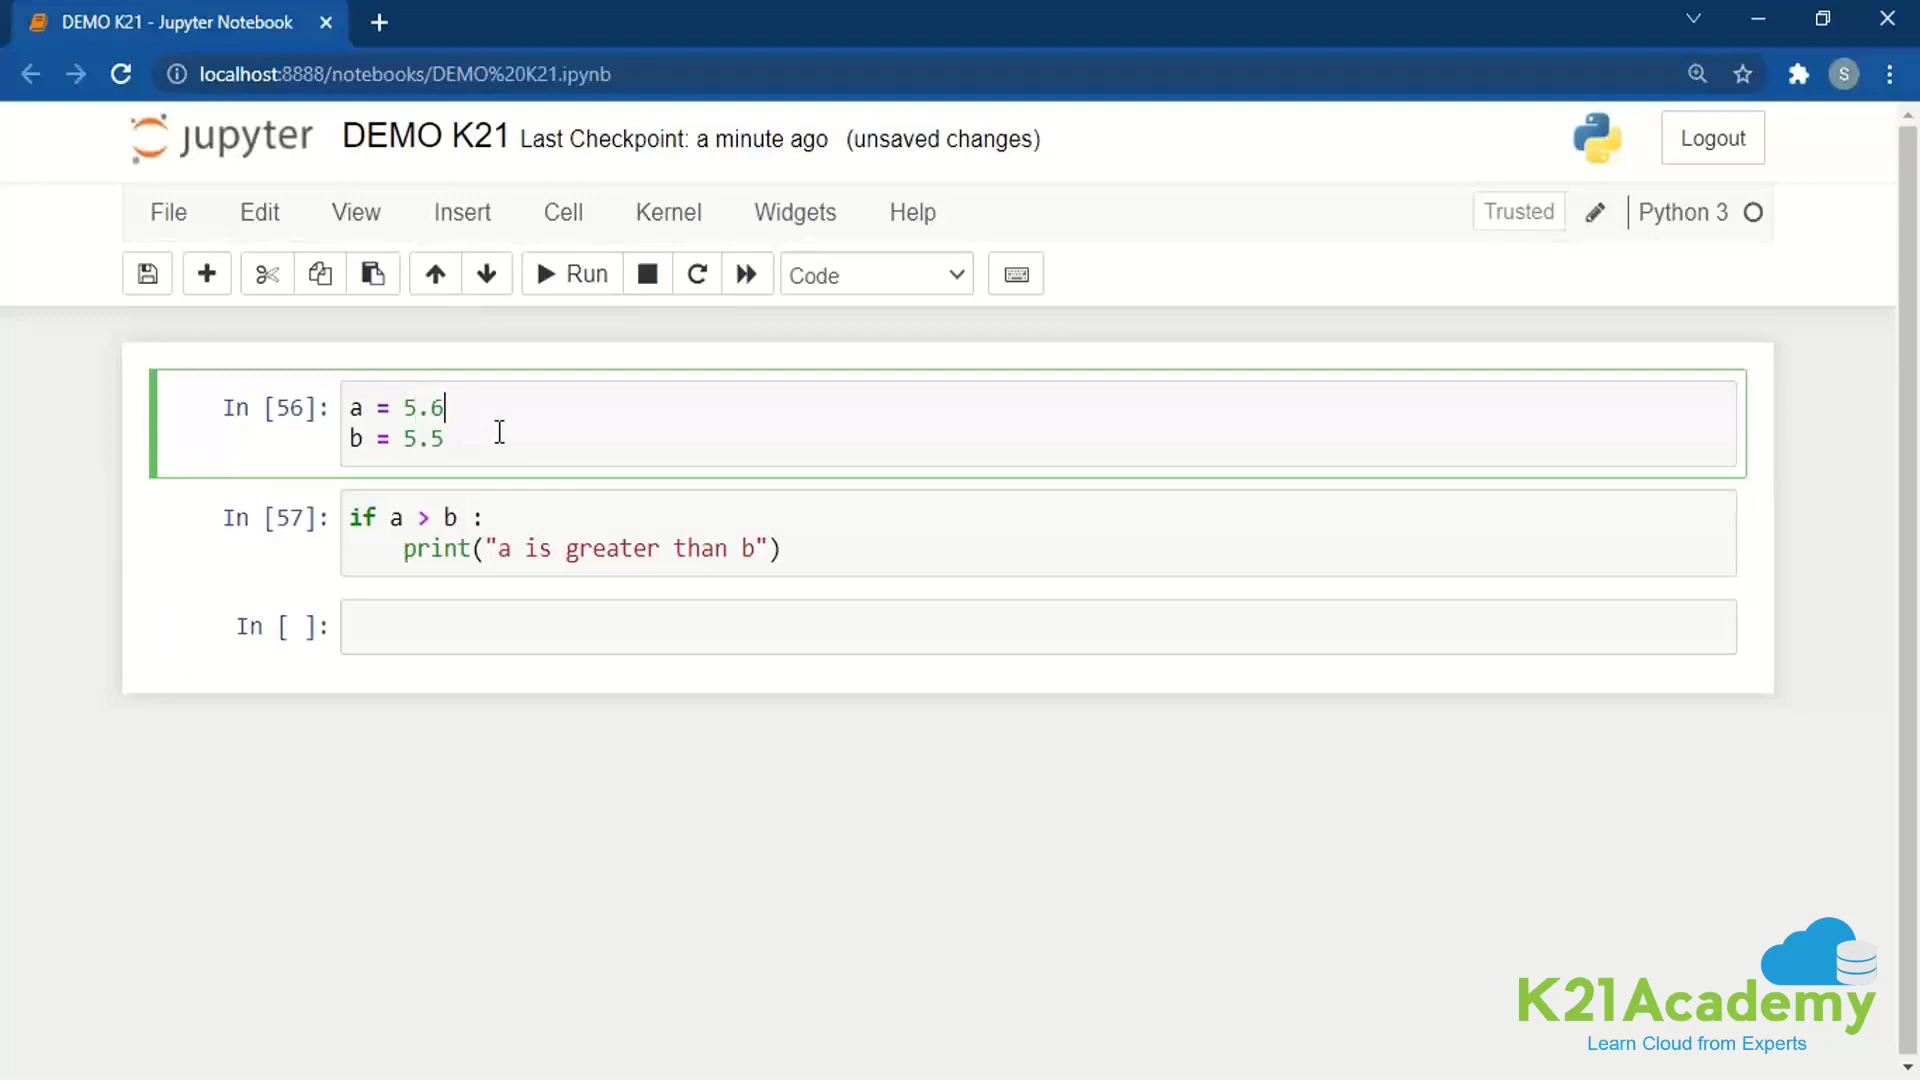 DEMO K21 - Jupyter Notebook
localhost:8888/notebooks/DEMO%20K21.ipynb
S
jupyter DEMO K21 Last Checkpoint: a minute ago (unsaved changes)
Logout
File Edit View Insert Cell Kernel Widgets Help
Trusted Python 3
Run Code
In [56]: a = 5.6
b = 5.5
In [57]: if a > b :
print("a is greater than b")
In [ ]:
K21Academy
Learn Cloud from Experts